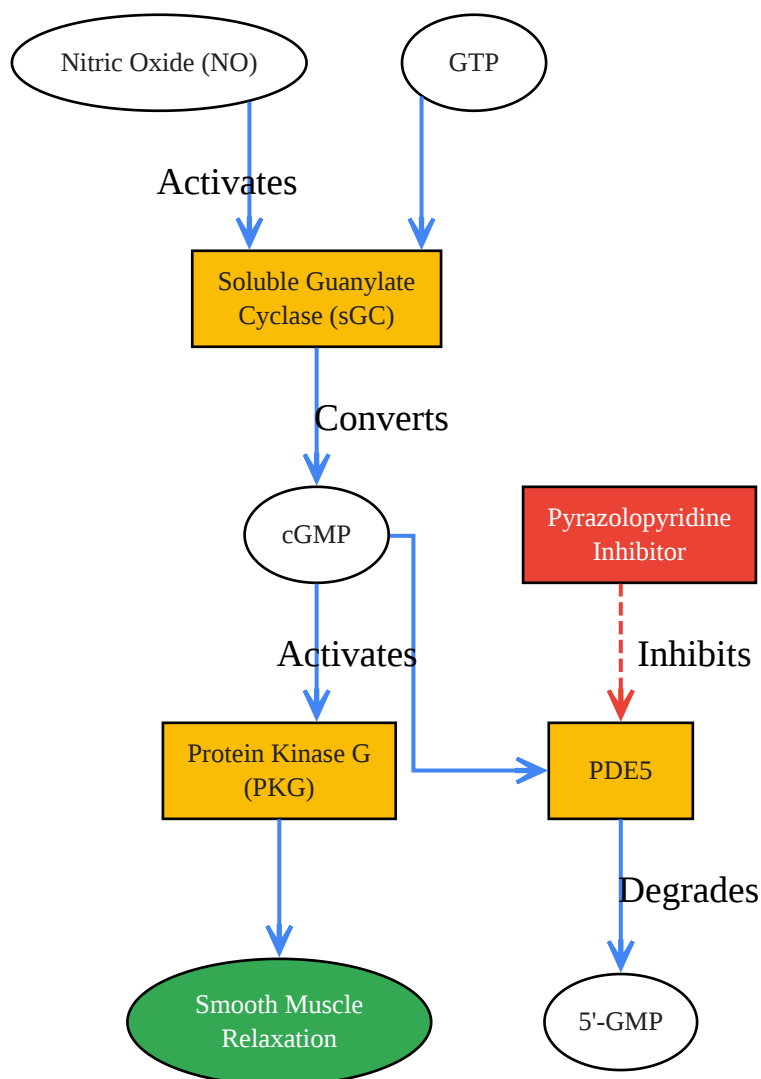 Nitric Oxide (NO)
GTP
Activates
Soluble Guanylate
Cyclase (sGC)
Converts
cGMP
Pyrazolopyridine
Inhibitor
Activates
Inhibits
Protein Kinase G
(PKG)
PDE5
Degrades
Smooth Muscle
Relaxation
5'-GMP